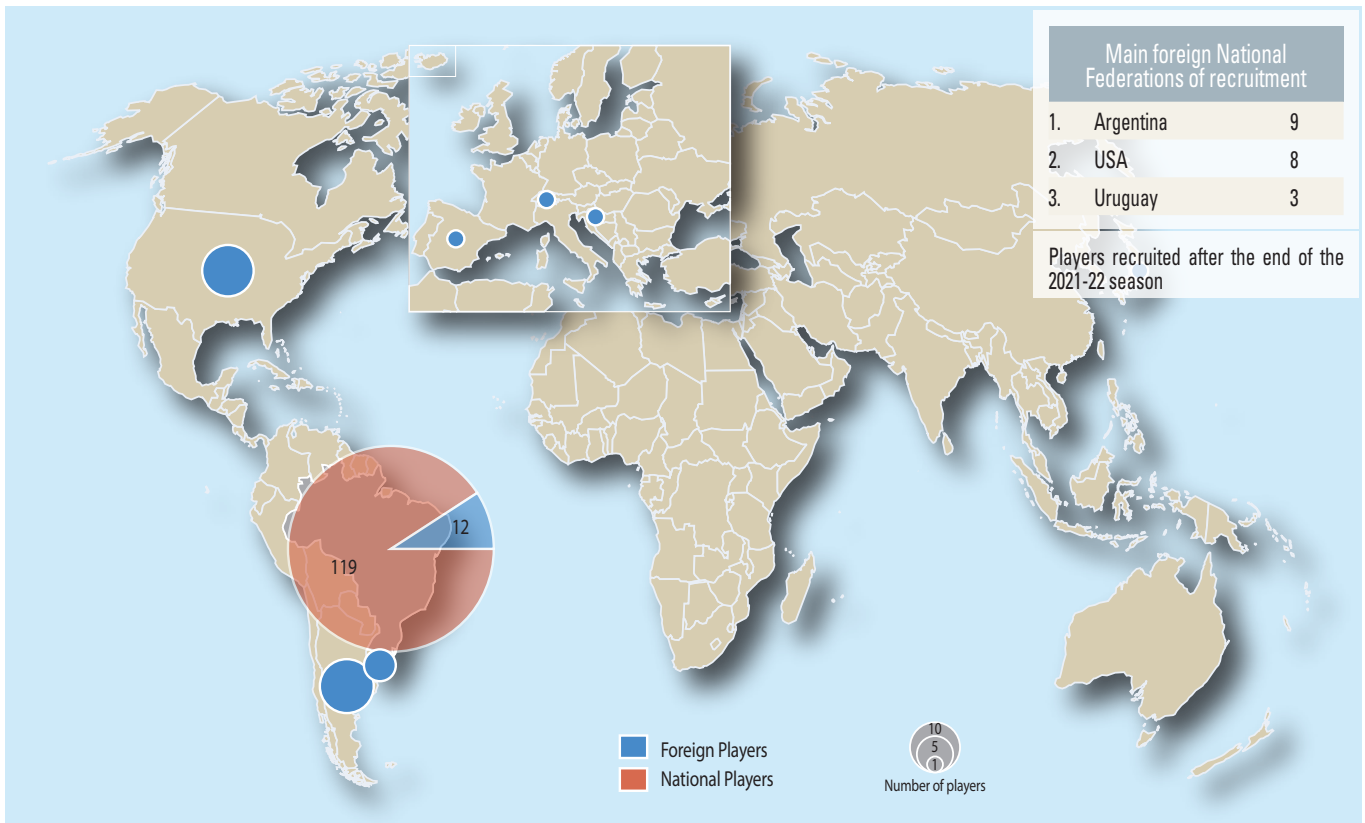 Main foreign National
Federations of recruitment
1. Argentina 9
2. USA 8
3. Uruguay 3
Players recruited after the end of the
2021-22 season
12
119
Foreign Players
National Players
10
5
1
Number of players